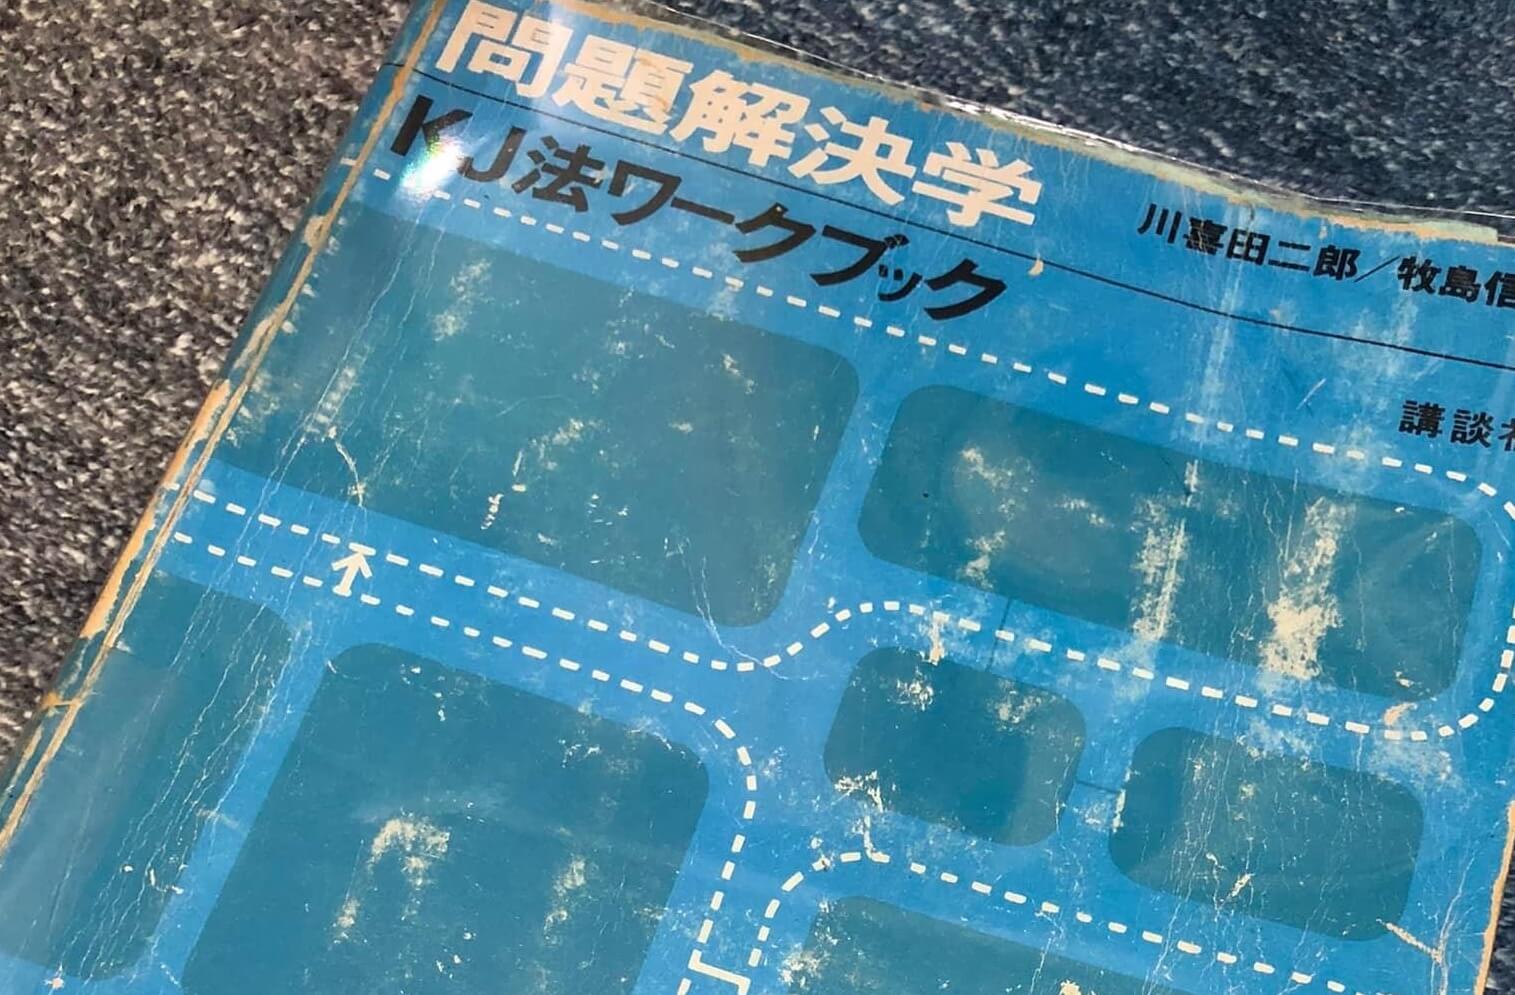 問題解決学
KJ法ワークブック
川喜田二郎／牧島信
講談社